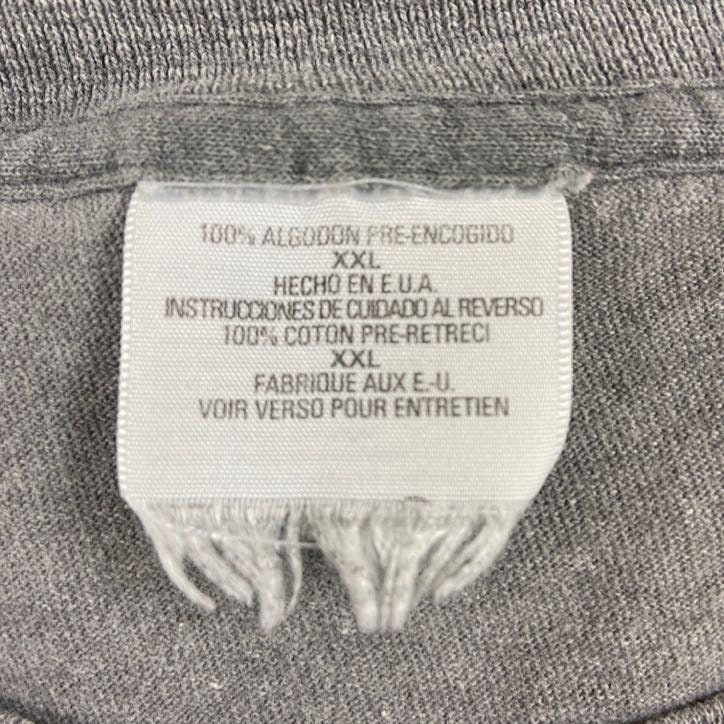 100% ALGODON PRE-ENCOGIDO
XXL
HECHO EN E.U.A.
INSTRUCCIONES DE CUIDADO AL REVERSO
100% COTON PRE-RETRECI
XXL
FABRIQUE AUX E.-U.
VOIR VERSO POUR ENTRETIEN